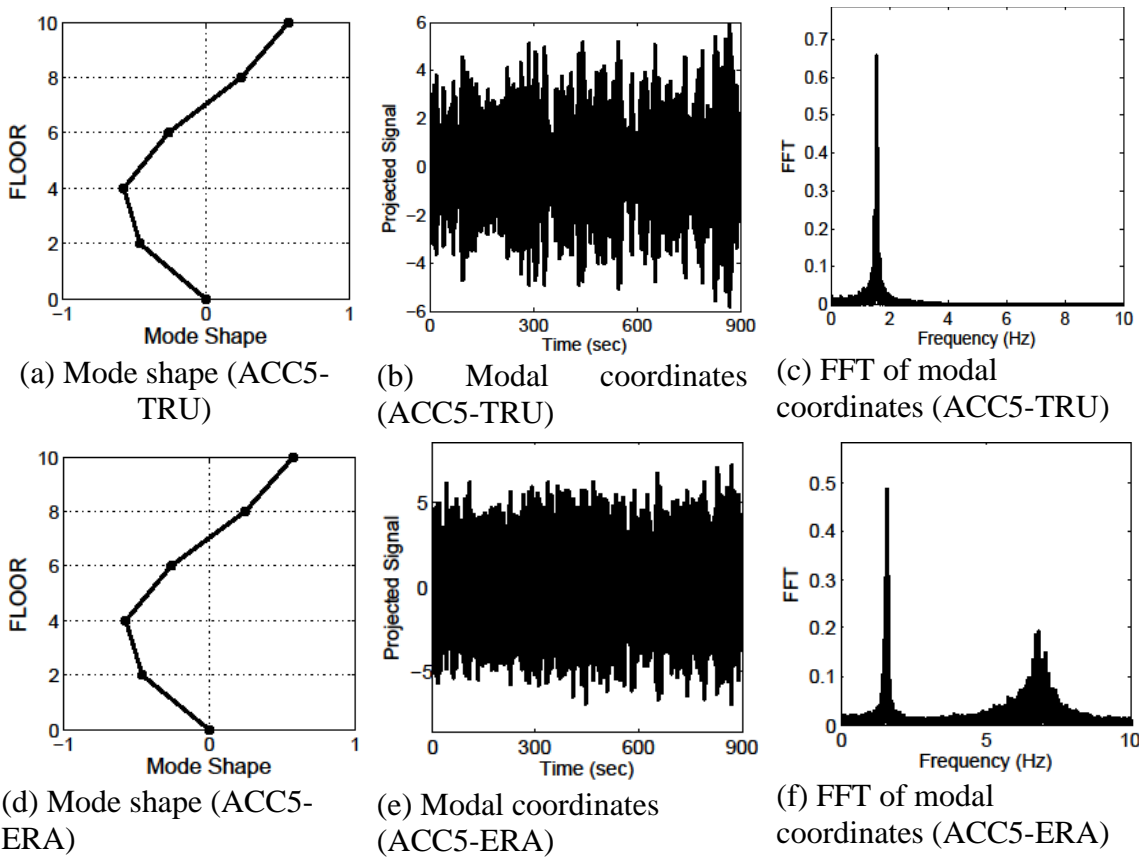 10
8
6
4
2
0
FLOOR
−1
0
1
Mode Shape
(a) Mode shape (ACC5-
TRU)
6
4
2
0
−2
−4
−6
Projected Signal
0
300
600
900
Time (sec)
(b) Modal coordinates
(ACC5-TRU)
0.7
0.6
0.5
0.4
0.3
0.2
0.1
0
FFT
0
2
4
6
8
10
Frequency (Hz)
(c) FFT of modal
coordinates (ACC5-TRU)
10
8
6
4
2
0
FLOOR
−1
0
1
Mode Shape
(d) Mode shape (ACC5-
ERA)
5
0
−5
Projected Signal
0
300
600
900
Time (sec)
(e) Modal coordinates
(ACC5-ERA)
0.5
0.4
0.3
0.2
0.1
0
FFT
0
5
10
Frequency (Hz)
(f) FFT of modal
coordinates (ACC5-ERA)